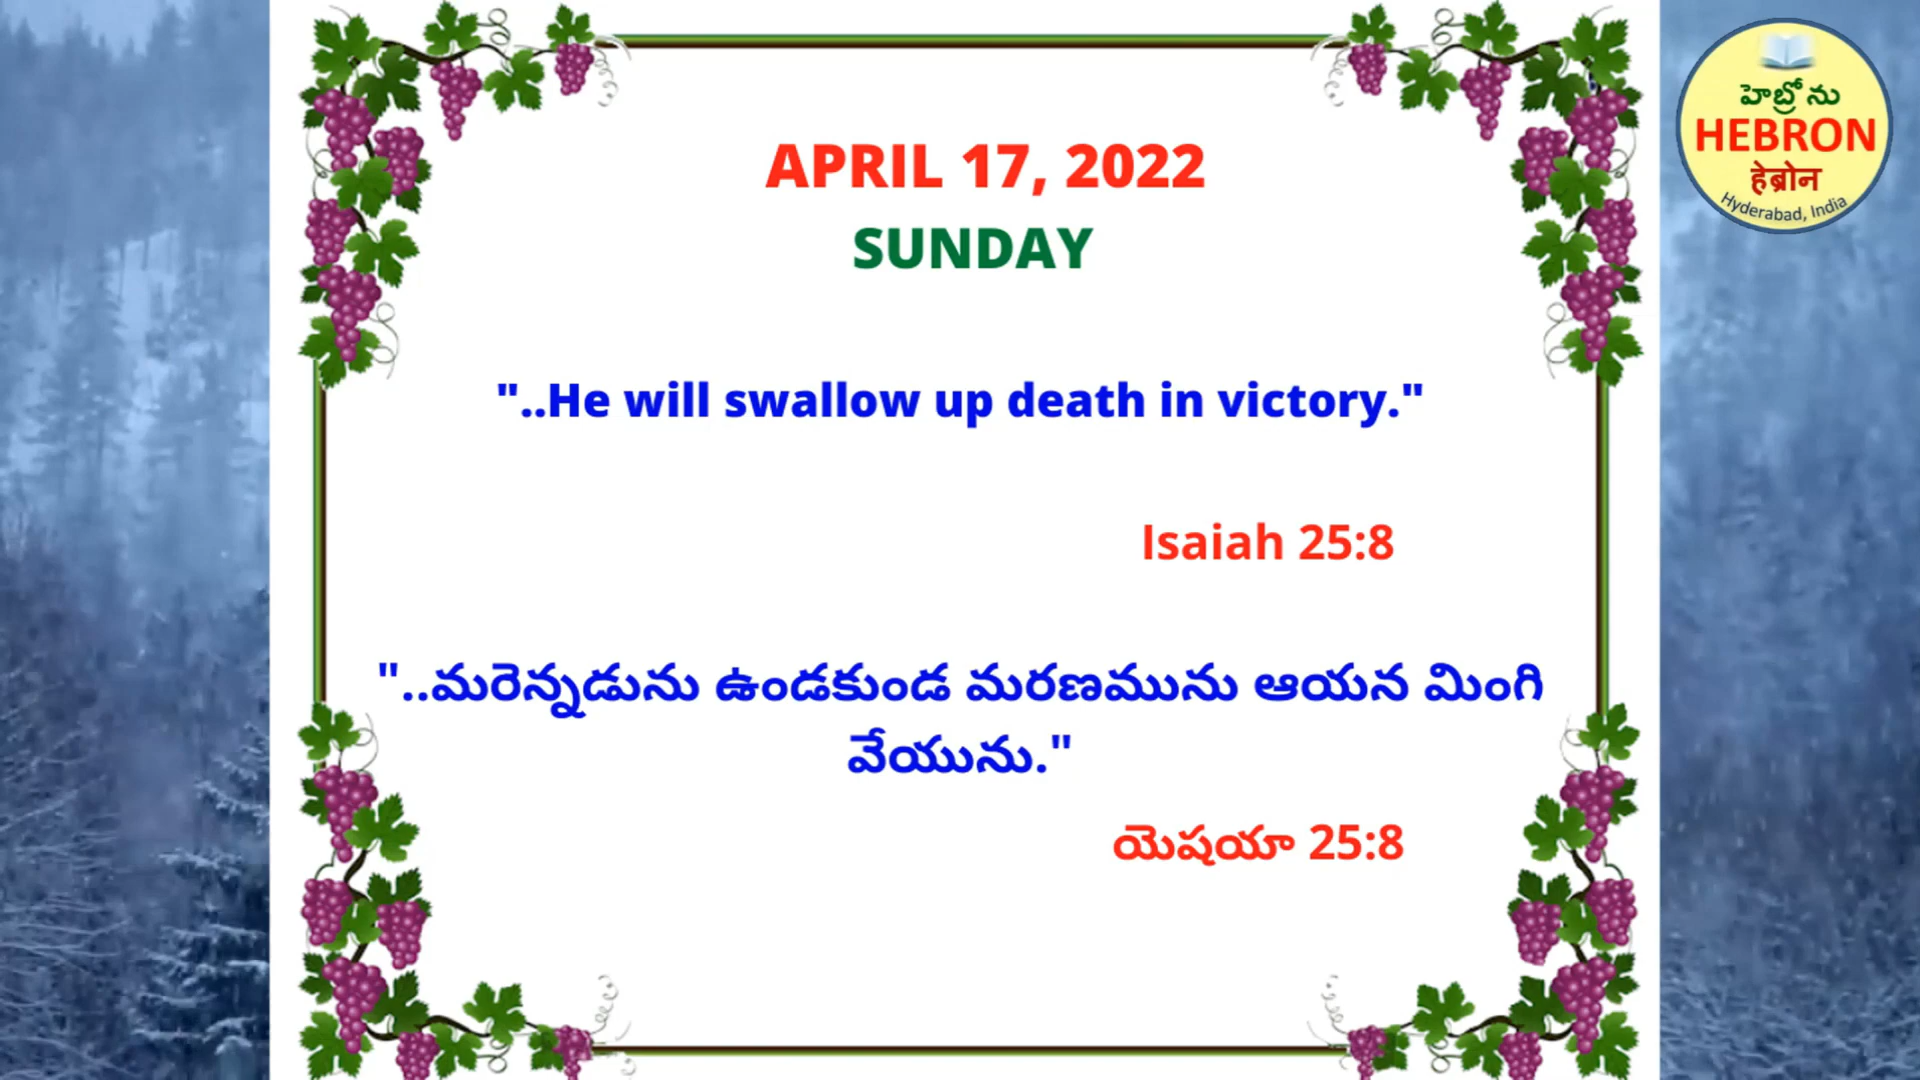 APRIL 17, 2022
SUNDAY
"..He will swallow up death in victory."
Isaiah 25:8
"..మరెన్నడును ఉండకుండ మరణమును ఆయన మింగి
వేయును."
యెషయా 25:8
హెబ్రోను
HEBRON
हेब्रोन
Hyderabad, India